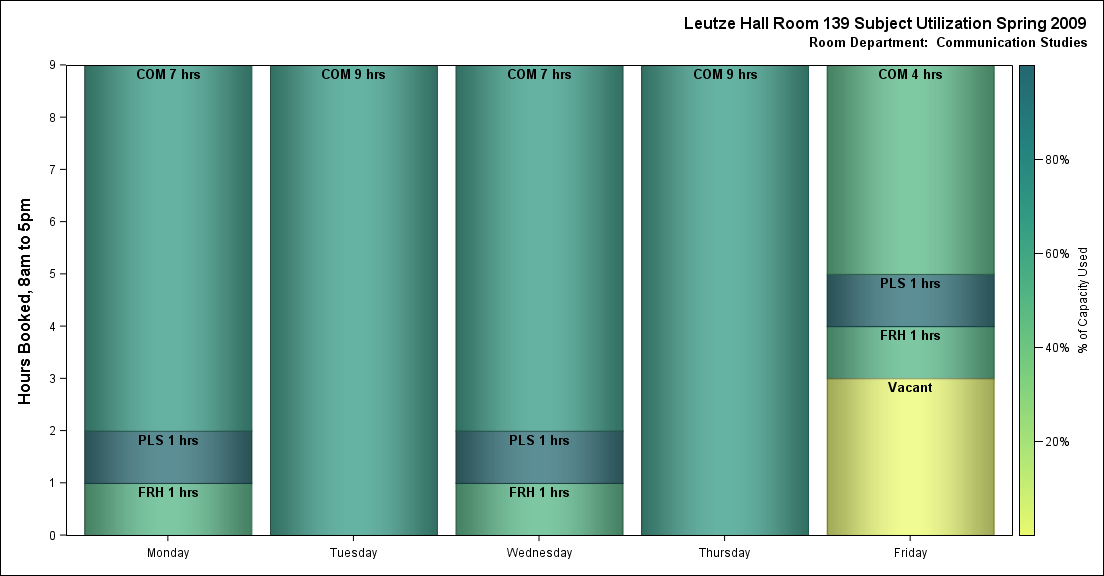 Leutze Hall Room 139 Subject Utilization Spring 2009
Room Department:  Communication Studies
Hours Booked, 8am to 5pm
9
8
7
6
5
4
3
2
1
0
COM 7 hrs
PLS 1 hrs
FRH 1 hrs
COM 9 hrs
COM 7 hrs
PLS 1 hrs
FRH 1 hrs
COM 9 hrs
COM 4 hrs
PLS 1 hrs
FRH 1 hrs
Vacant
Monday
Tuesday
Wednesday
Thursday
Friday
80%
60%
40%
20%
% of Capacity Used